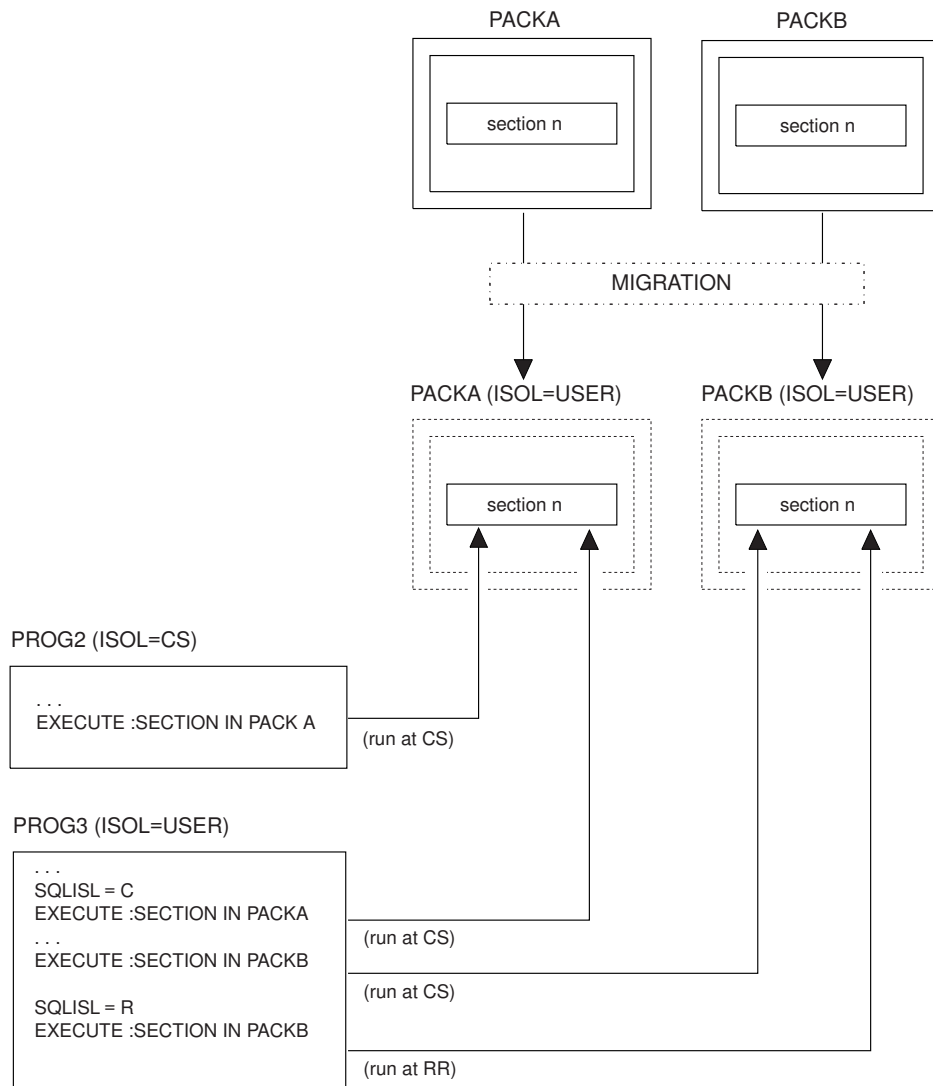 PACKA
PACKB
section n
section n
MIGRATION
PACKA (ISOL=USER)
PACKB (ISOL=USER)
section n
section n
PROG2 (ISOL=CS)
. . .
EXECUTE :SECTION IN PACK A
(run at CS)
PROG3 (ISOL=USER)
. . .
SQLISL = C
EXECUTE :SECTION IN PACKA
(run at CS)
. . .
EXECUTE :SECTION IN PACKB
(run at CS)
SQLISL = R
EXECUTE :SECTION IN PACKB
(run at RR)